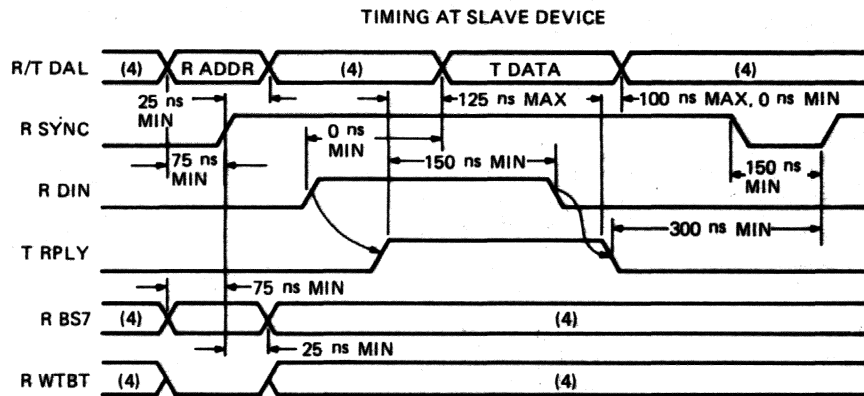 TIMING AT SLAVE DEVICE
R/T DAL (4) R ADDR (4) T DATA (4)
25 ns MIN
125 ns MAX
100 ns MAX, 0 ns MIN
R SYNC
0 ns MIN
75 ns MIN
150 ns MIN
150 ns MIN
R DIN
300 ns MIN
T RPLY
75 ns MIN
R BS7 (4) (4)
25 ns MIN
R WTBT (4) (4)